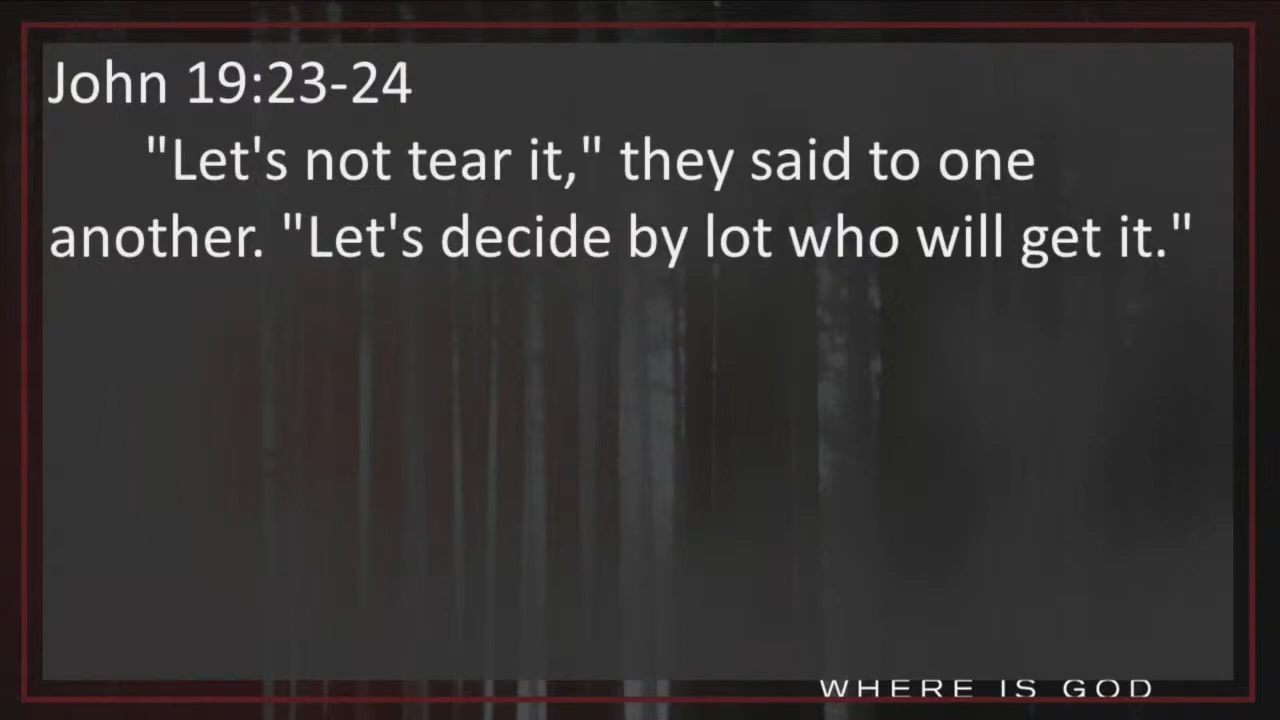 John 19:23-24
"Let's not tear it," they said to one
another. "Let's decide by lot who will get it."
WHERE IS GOD